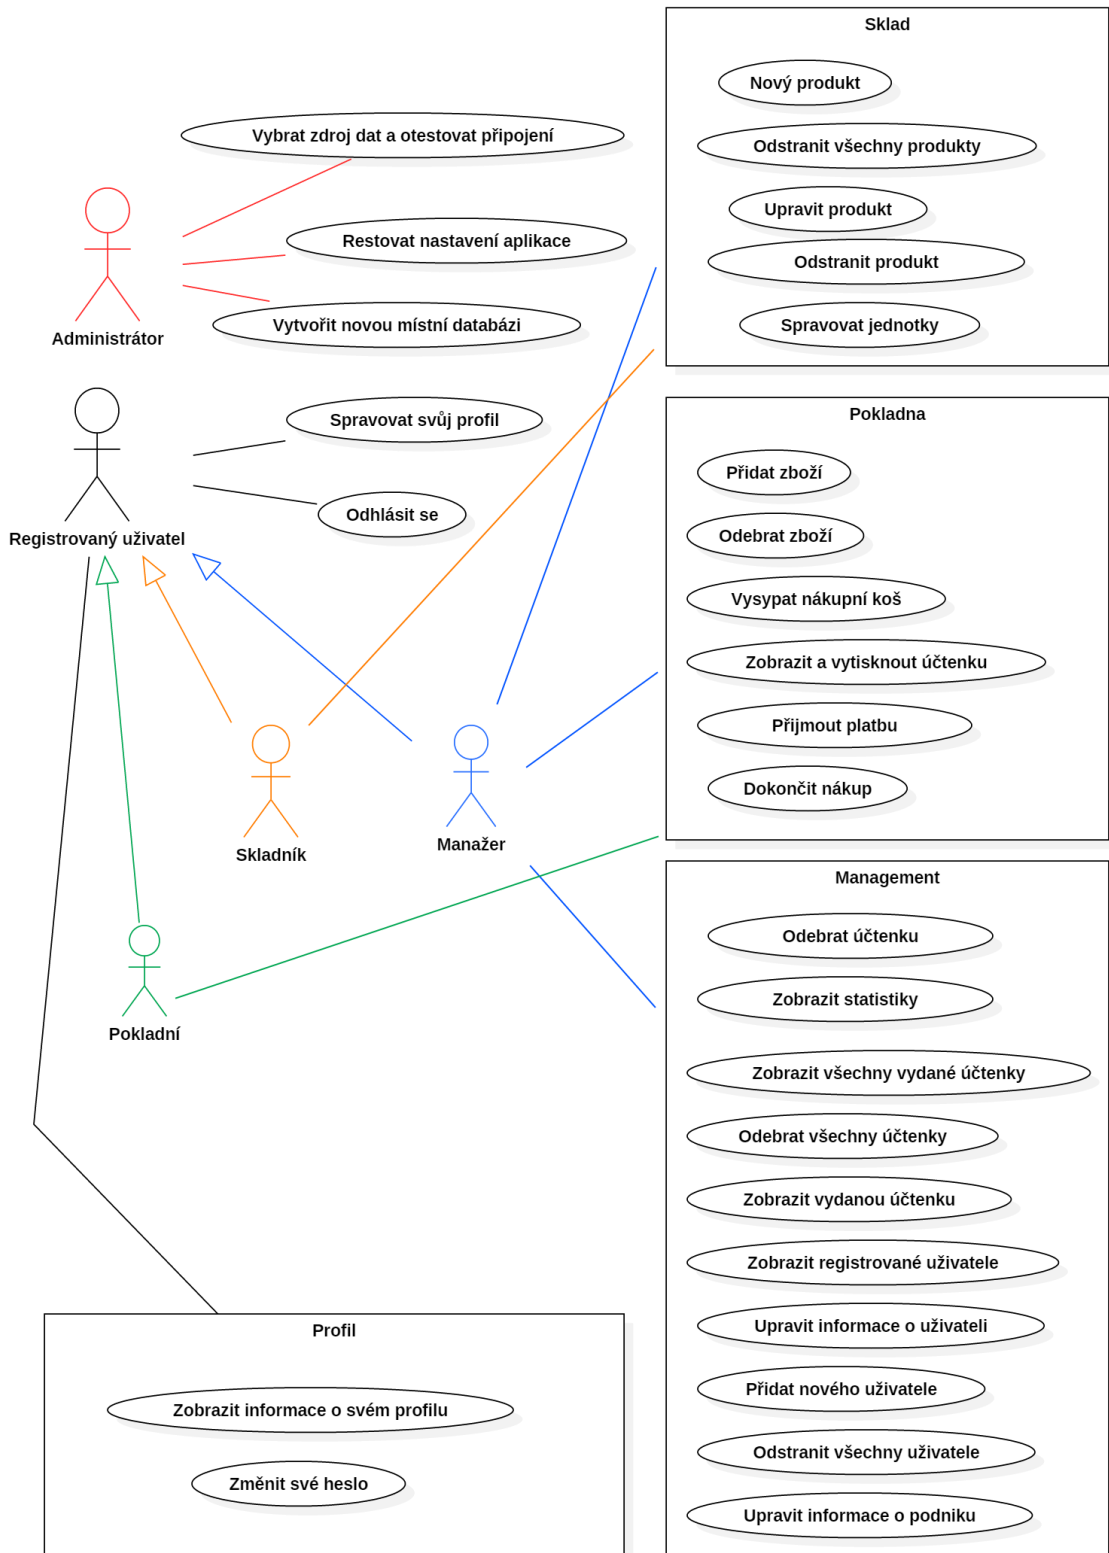 Sklad
Nový produkt
Odstranit všechny produkty
Upravit produkt
Odstranit produkt
Spravovat jednotky
Vybrat zdroj dat a otestovat připojení
Restovat nastavení aplikace
Vytvořit novou místní databázi
Administrátor
Spravovat svůj profil
Odhlásit se
Registrovaný uživatel
Pokladna
Přidat zboží
Odebrat zboží
Vysypat nákupní koš
Zobrazit a vytisknout účtenku
Přijmout platbu
Dokončit nákup
Skladník
Manažer
Pokladní
Management
Odebrat účtenku
Zobrazit statistiky
Zobrazit všechny vydané účtenky
Odebrat všechny účtenky
Zobrazit vydanou účtenku
Zobrazit registrované uživatele
Upravit informace o uživateli
Přidat nového uživatele
Odstranit všechny uživatele
Upravit informace o podniku
Profil
Zobrazit informace o svém profilu
Změnit své heslo